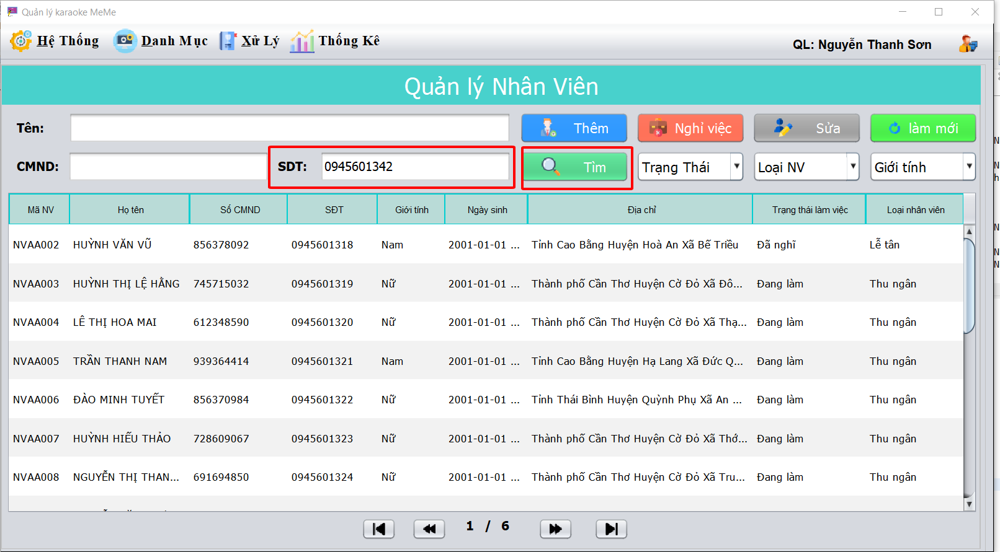 Quản lý karaoke MeMe
Hệ Thống Danh Mục Xử Lý Thống Kê QL: Nguyễn Thanh Sơn
Quản lý Nhân Viên
Tên: Thêm Nghỉ việc Sửa làm mới
CMND: SDT: 0945601342 Tìm Trạng Thái Loại NV Giới tính
Mã NV Họ tên Số CMND SĐT Giới tính Ngày sinh Địa chỉ Trạng thái làm việc Loại nhân viên
NVAA002 HUỲNH VĂN VŨ 856378092 0945601318 Nam 2001-01-01 ... Tỉnh Cao Bằng Huyện Hoà An Xã Bế Triều Đã nghĩ Lễ tân
NVAA003 HUỲNH THỊ LỆ HẰNG 745715032 0945601319 Nữ 2001-01-01 ... Thành phố Cần Thơ Huyện Cờ Đỏ Xã Đô... Đang làm Thu ngân
NVAA004 LÊ THỊ HOA MAI 612348590 0945601320 Nữ 2001-01-01 ... Thành phố Cần Thơ Huyện Cờ Đỏ Xã Thạ... Đang làm Thu ngân
NVAA005 TRẦN THANH NAM 939364414 0945601321 Nam 2001-01-01 ... Tỉnh Cao Bằng Huyện Hạ Lang Xã Đức Q... Đang làm Thu ngân
NVAA006 ĐÀO MINH TUYẾT 856370984 0945601322 Nữ 2001-01-01 ... Tỉnh Thái Bình Huyện Quỳnh Phụ Xã An ... Đang làm Thu ngân
NVAA007 HUỲNH HIẾU THẢO 728609067 0945601323 Nữ 2001-01-01 ... Thành phố Cần Thơ Huyện Cờ Đỏ Xã Thớ... Đang làm Thu ngân
NVAA008 NGUYỄN THỊ THAN... 691694850 0945601324 Nữ 2001-01-01 ... Thành phố Cần Thơ Huyện Cờ Đỏ Xã Tru... Đang làm Thu ngân
1 / 6